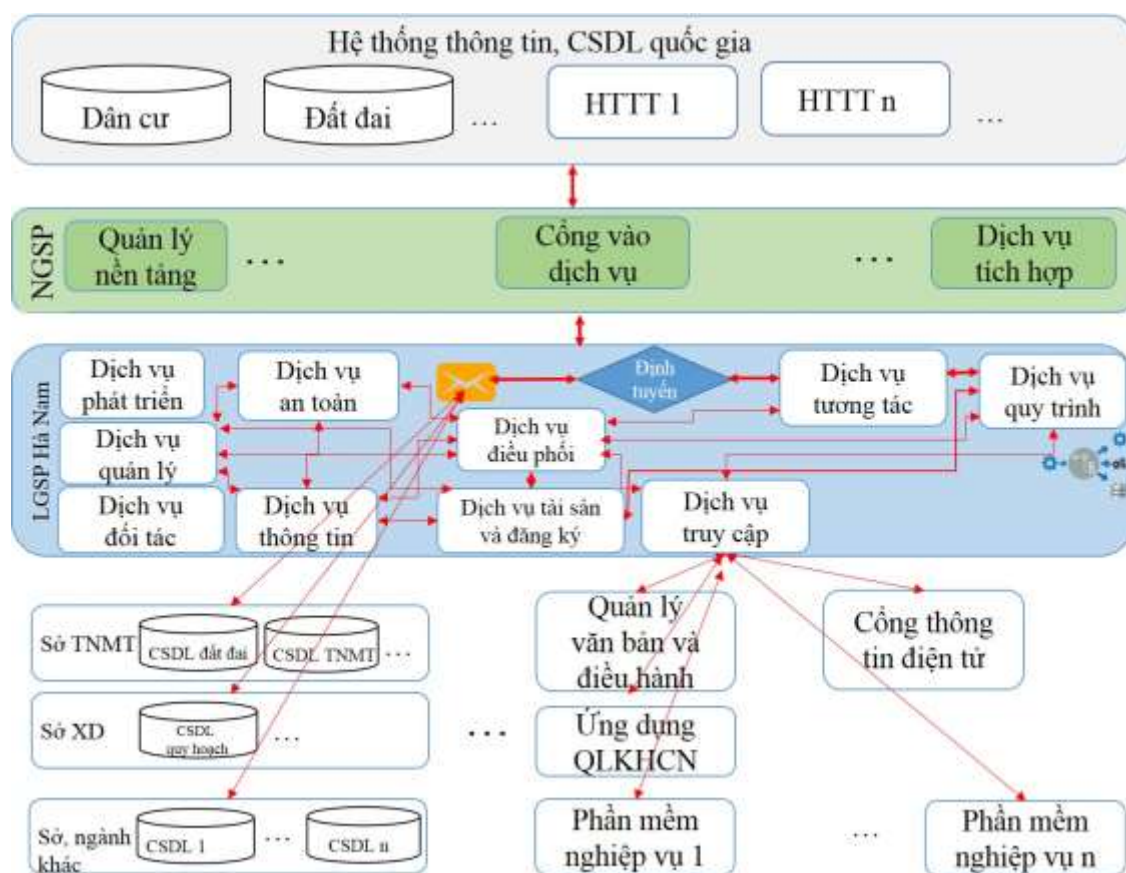 Hệ thống thông tin, CSDL quốc gia
Dân cư
Đất đai
...
HTTT 1
HTTT n
...
NGSP
Quản lý
nền tảng
...
Cổng vào
dịch vụ
...
Dịch vụ
tích hợp
LGSP Hà Nam
Dịch vụ
phát triển
Dịch vụ
an toàn
Định
tuyến
Dịch vụ
tương tác
Dịch vụ
quy trình
Dịch vụ
quản lý
Dịch vụ
điều phối
Dịch vụ
đối tác
Dịch vụ
thông tin
Dịch vụ tài sản
và đăng ký
Dịch vụ
truy cập
Sở TNMT
CSDL đất đai
CSDL TNMT
...
Quản lý
văn bản và
điều hành
Cổng thông
tin điện tử
Sở XD
CSDL
quy hoạch
...
...
Ứng dụng
QLKHCN
Sở, ngành
khác
CSDL 1
...
CSDL n
Phần mềm
nghiệp vụ 1
...
Phần mềm
nghiệp vụ n